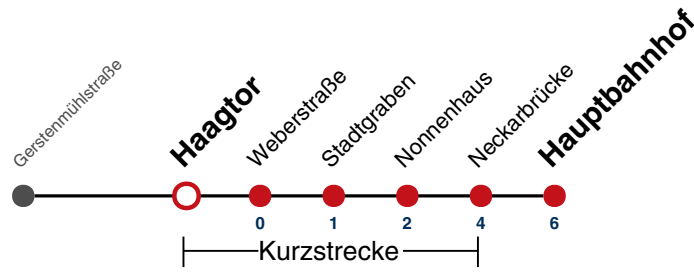 Gerstenmühlstraße
Haagtor
Weberstraße
Stadtgraben
Nonnenhaus
Neckarbrücke
Hauptbahnhof
0 1 2 4 6
Kurzstrecke